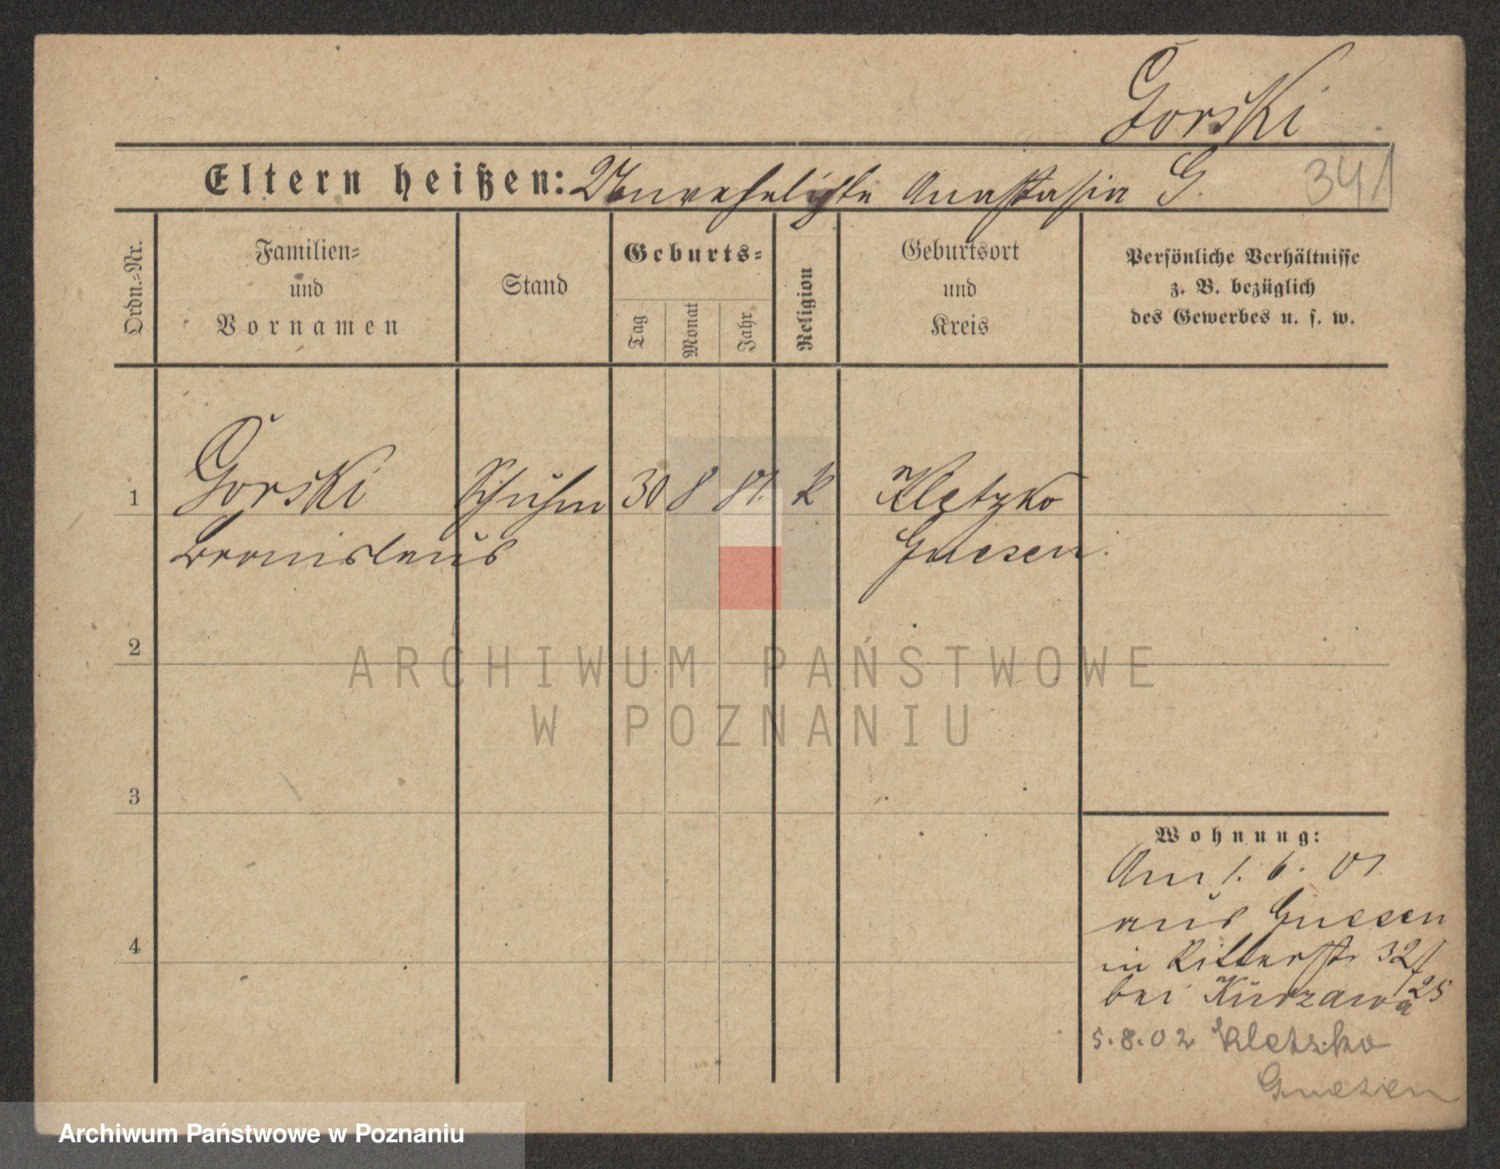 Gorski
Eltern heißen: Unverehelichte Anastasia G. 341
Ordn.-Nr.
Familien-
und
Vornamen
Stand
Geburts-
Tag
Monat
Jahr
Religion
Geburtsort
und
Kreis
Persönliche Verhältnisse
z. B. bezüglich
des Gewerbes u. s. w.
1 Gorski Schuhm 30 8 81. k Kletzko
Bronislaus Gnesen.
2
ARCHIWUM PAŃSTWOWE
W POZNANIU
3
Wohnung:
Am 1. 6. 01
aus Gnesen
in Ritterstr 32/25
bei Kurzawa
4
5.8.02 Kletzko
Gnesen
Archiwum Państwowe w Poznaniu